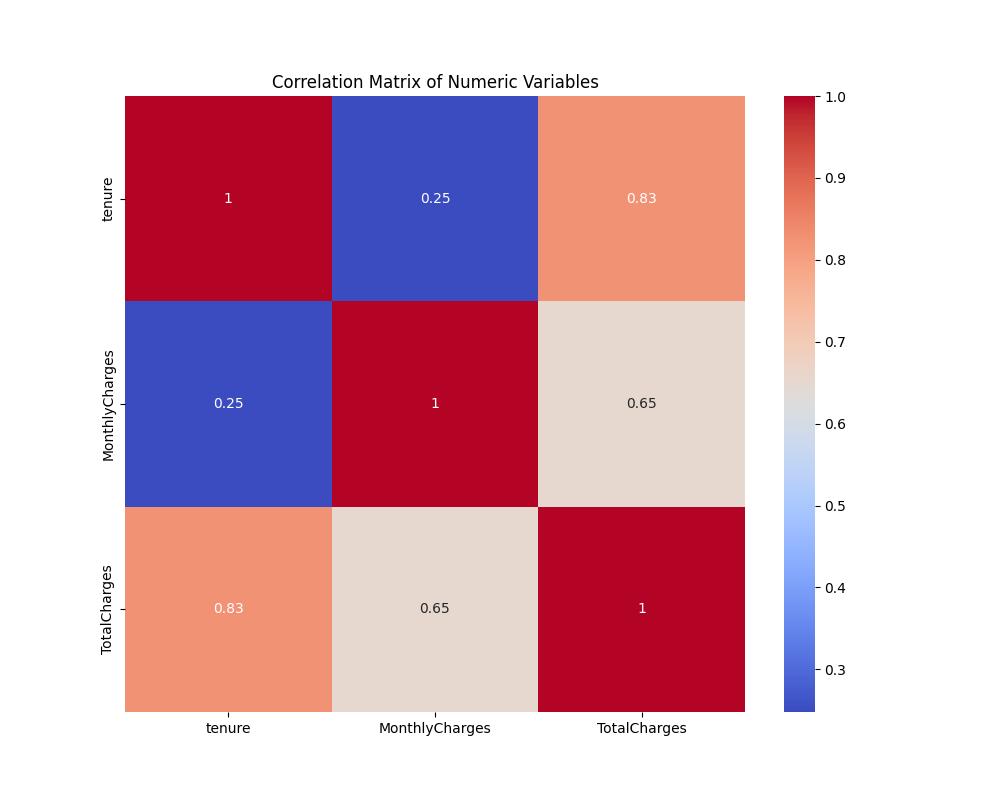 Correlation Matrix of Numeric Variables
tenure
1
0.25
0.83
MonthlyCharges
0.25
1
0.65
TotalCharges
0.83
0.65
1
tenure
MonthlyCharges
TotalCharges
1.0
0.9
0.8
0.7
0.6
0.5
0.4
0.3